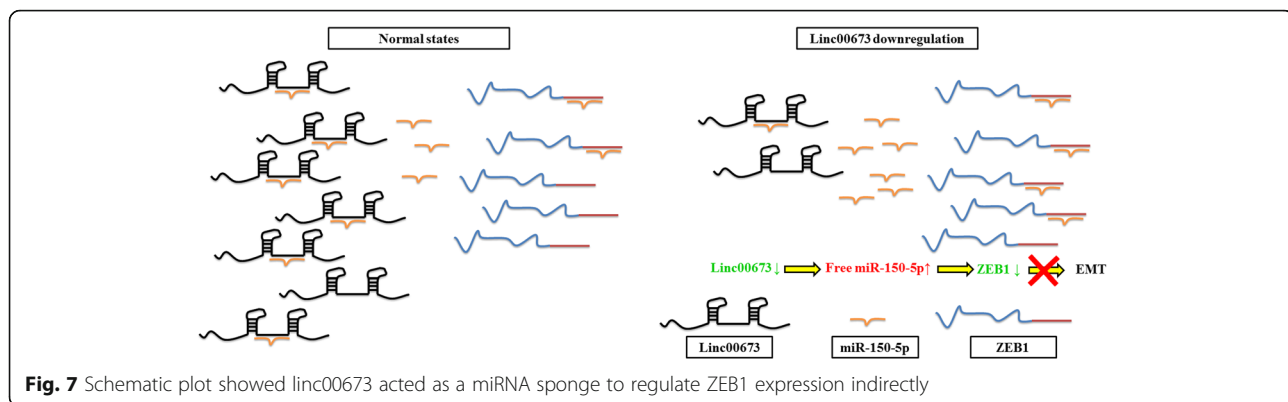 Normal states
Linc00673 downregulation
Linc00673↓ Free miR-150-5p↑ ZEB1 ↓ EMT
Linc00673 miR-150-5p ZEB1
Fig. 7 Schematic plot showed linc00673 acted as a miRNA sponge to regulate ZEB1 expression indirectly